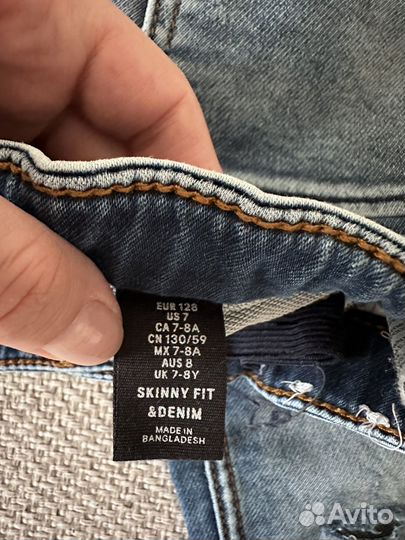 EUR 128
US 7
CA 7-8A
CN 130/59
MX 7-8A
AUS 8
UK 7-8Y
SKINNY FIT
&DENIM
MADE IN
BANGLADESH
Avito